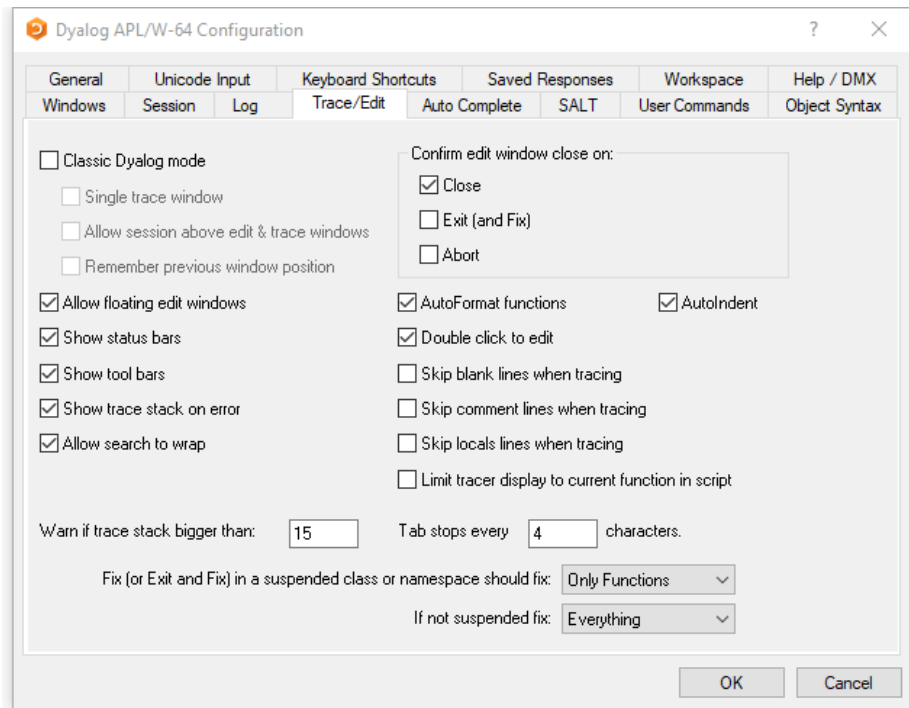 Dyalog APL/W-64 Configuration
General Unicode Input Keyboard Shortcuts Saved Responses Workspace Help / DMX
Windows Session Log Trace/Edit Auto Complete SALT User Commands Object Syntax
Classic Dyalog mode
Single trace window
Allow session above edit & trace windows
Remember previous window position
Confirm edit window close on:
Close
Exit (and Fix)
Abort
Allow floating edit windows
Show status bars
Show tool bars
Show trace stack on error
Allow search to wrap
AutoFormat functions AutoIndent
Double click to edit
Skip blank lines when tracing
Skip comment lines when tracing
Skip locals lines when tracing
Limit tracer display to current function in script
Warn if trace stack bigger than: 15 Tab stops every 4 characters.
Fix (or Exit and Fix) in a suspended class or namespace should fix: Only Functions
If not suspended fix: Everything
OK Cancel